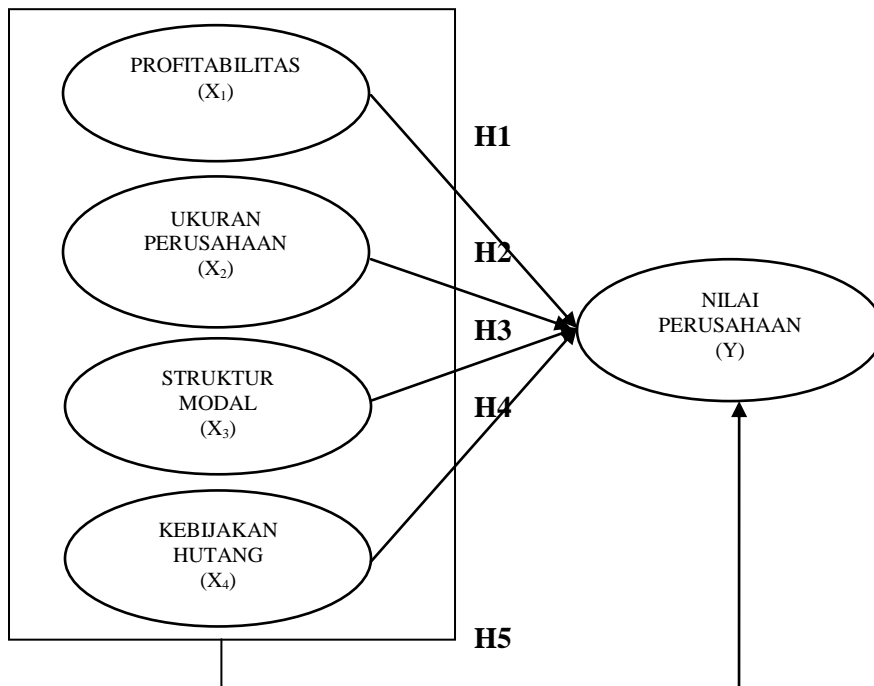 PROFITABILITAS
(X₁)
H1
UKURAN
PERUSAHAAN
(X₂)
H2
NILAI
PERUSAHAAN
(Y)
H3
STRUKTUR
MODAL
(X₃)
H4
KEBIJAKAN
HUTANG
(X₄)
H5